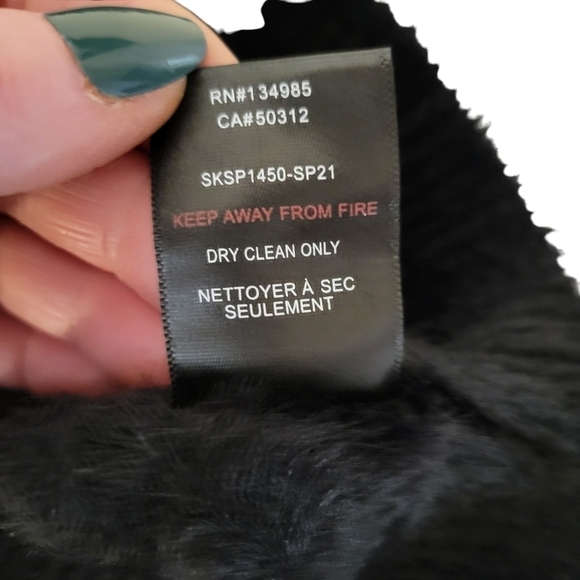 RN#134985
CA#50312
SKSP1450-SP21
KEEP AWAY FROM FIRE
DRY CLEAN ONLY
NETTOYER À SEC
SEULEMENT